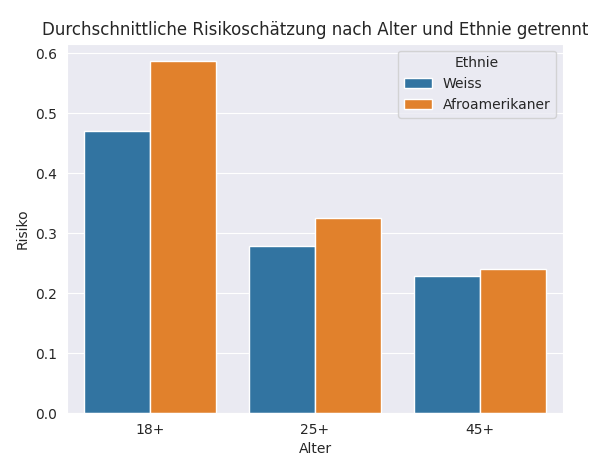 Durchschnittliche Risikoschätzung nach Alter und Ethnie getrennt
Ethnie
Weiss
Afroamerikaner
0.6
0.5
0.4
0.3
0.2
0.1
0.0
Risiko
18+ 25+ 45+
Alter